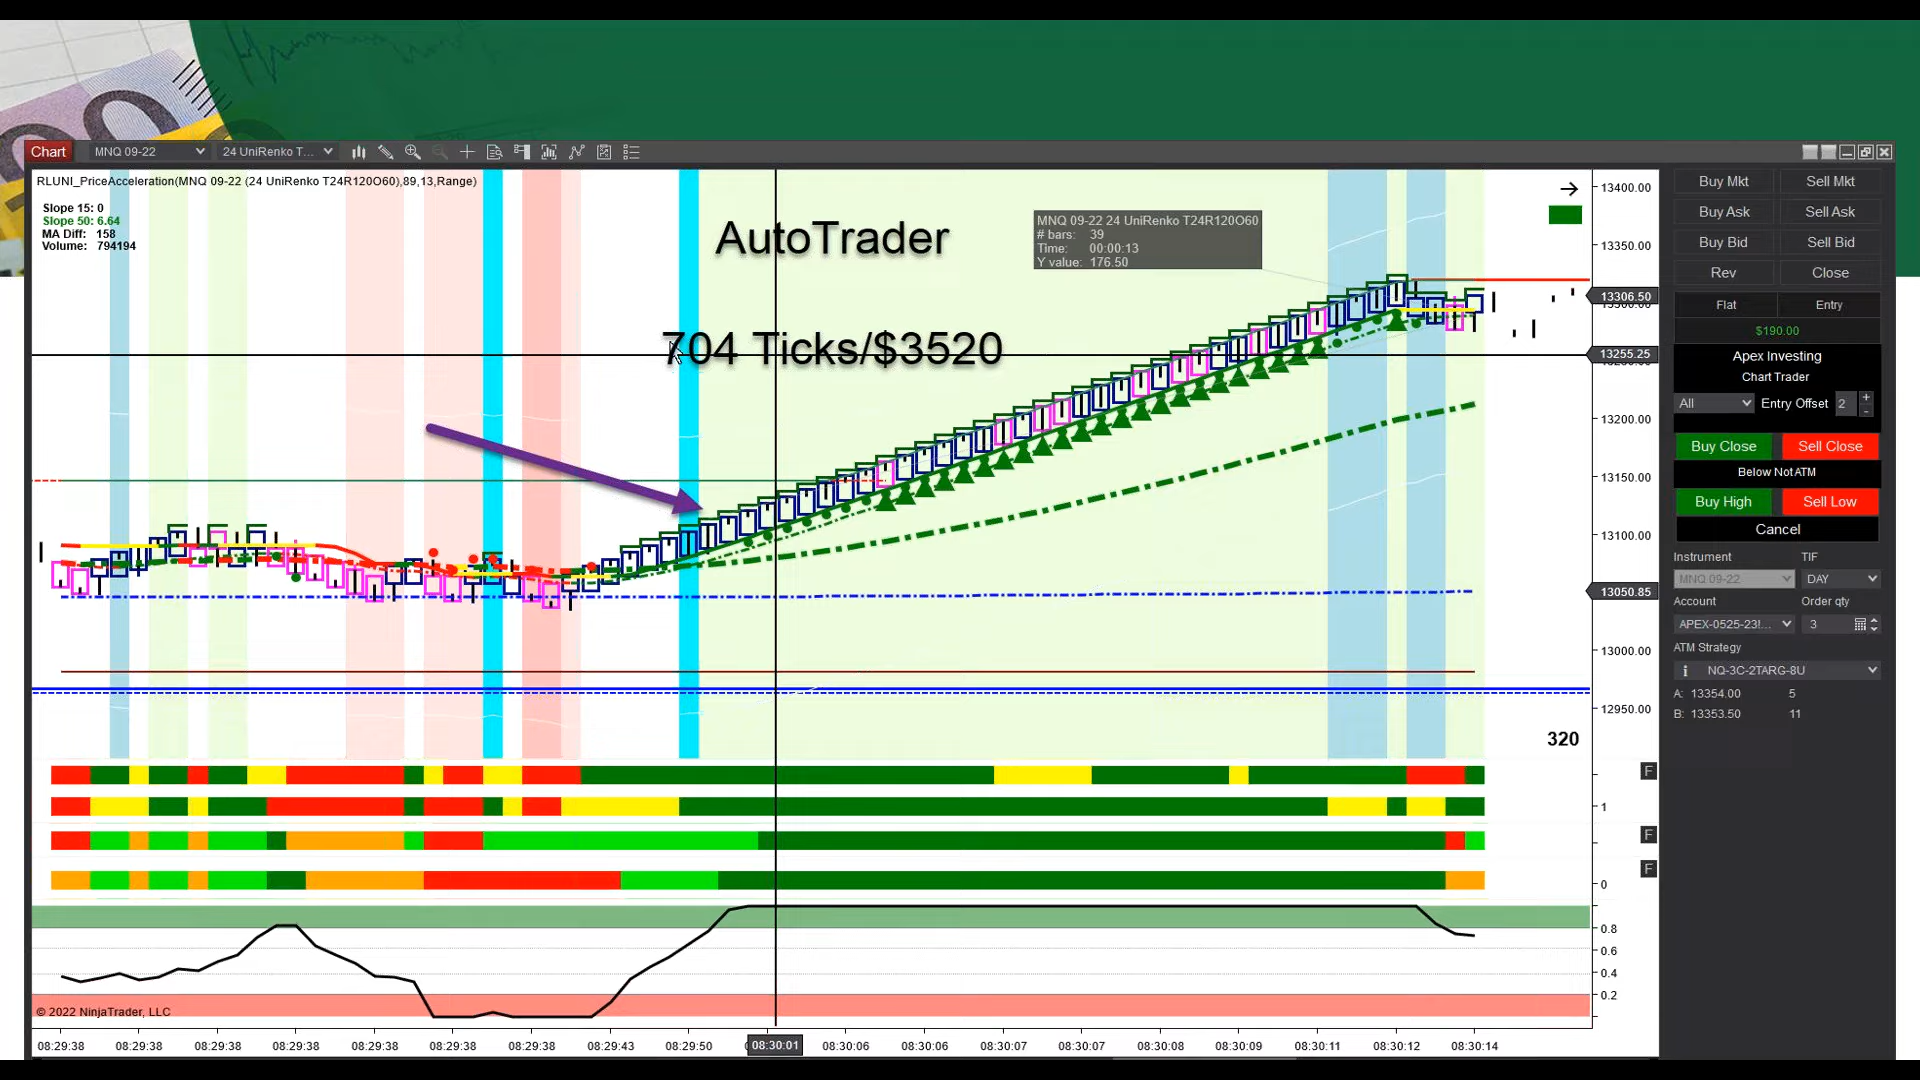 Chart
MNQ 09-22
24 UniRenko T...
RLUNI_PriceAcceleration(MNQ 09-22 (24 UniRenko T24R120O60),89,13,Range)
Slope 15: 0
Slope 50: 6.64
MA Diff: 158
Volume: 794194
AutoTrader
704 Ticks/$3520
MNQ 09-22 24 UniRenko T24R120O60
# bars: 39
Time: 00:00:13
Y value: 176.50
13400.00
13350.00
13306.50
13255.25
13200.00
13150.00
13100.00
13050.85
13000.00
12950.00
320
F
1
F
F
0
0.8
0.6
0.4
0.2
© 2022 NinjaTrader, LLC
08:29:38
08:29:38
08:29:38
08:29:38
08:29:38
08:29:38
08:29:38
08:29:43
08:29:50
08:30:01
08:30:06
08:30:06
08:30:07
08:30:07
08:30:08
08:30:09
08:30:11
08:30:12
08:30:14
Buy Mkt
Sell Mkt
Buy Ask
Sell Ask
Buy Bid
Sell Bid
Rev
Close
Flat
Entry
$190.00
Apex Investing
Chart Trader
All
Entry Offset 2
+
-
Buy Close
Sell Close
Below NotATM
Buy High
Sell Low
Cancel
Instrument
TIF
MNQ 09-22
DAY
Account
Order qty
APEX-0525-23!...
3
ATM Strategy
NQ-3C-2TARG-8U
A: 13354.00 5
B: 13353.50 11